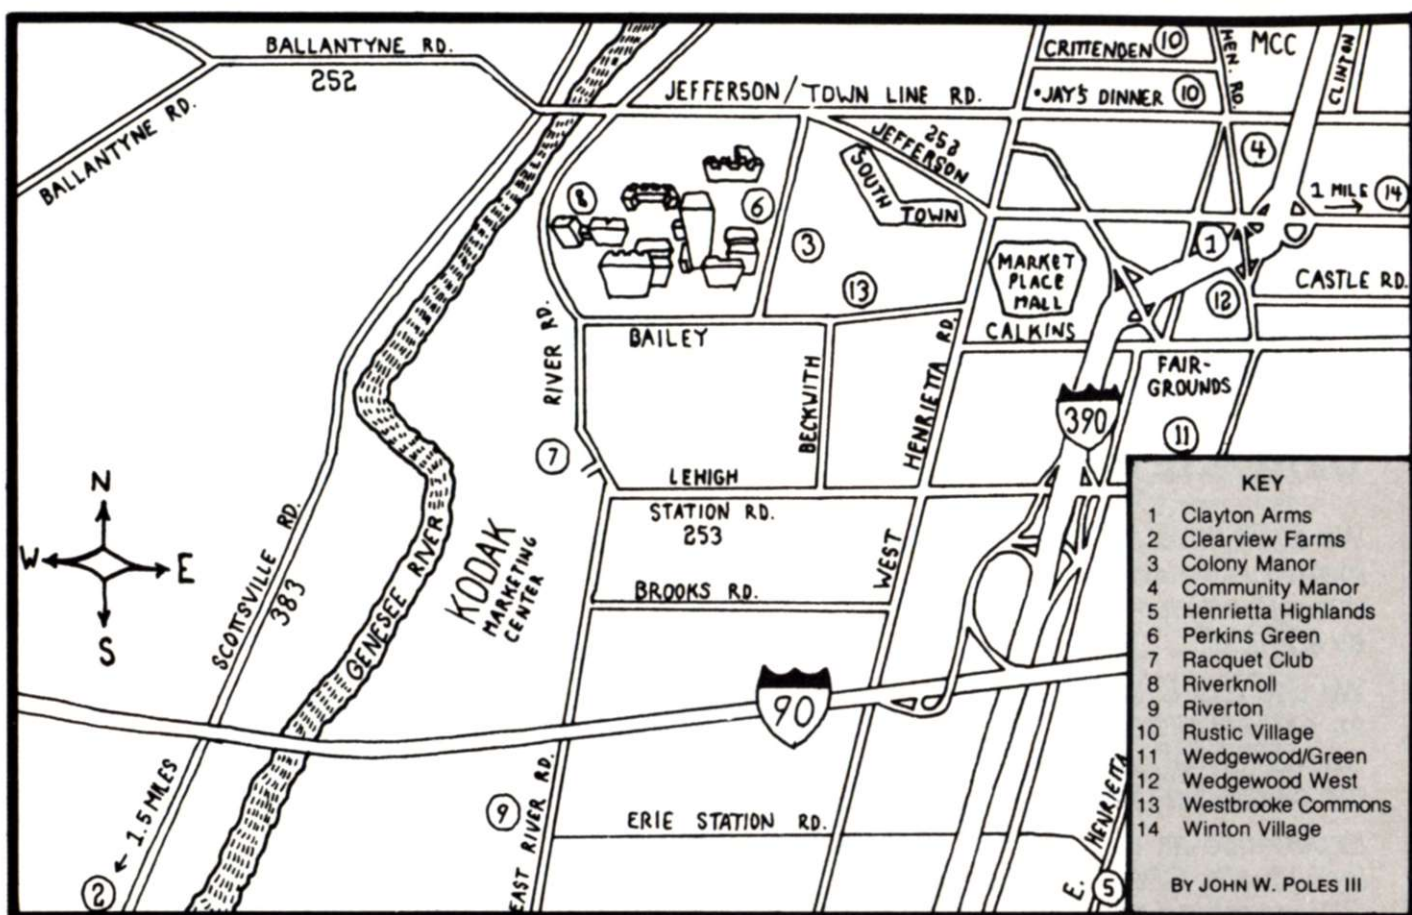 BALLANTYNE RD.
252
BALLANTYNE RD.
JEFFERSON/TOWN LINE RD.
CRITTENDEN 10
HEN. RD.
MCC
CLINTON
•JAY'S DINNER 10
252
JEFFERSON
4
SOUTH
TOWN
1 MILE 14
8
6
3
1
MARKET
PLACE
MALL
CASTLE RD.
13
12
RIVER RD.
BAILEY
CALKINS
HENRIETTA RD.
BECKWITH
FAIR-
GROUNDS
390
11
7
LEHIGH
STATION RD.
253
N
W
E
S
SCOTTSVILLE RD.
383
GENESEE RIVER
KODAK
MARKETING
CENTER
WEST
BROOKS RD.
90
1.5 MILES
2
9
EAST RIVER RD.
ERIE STATION RD.
E. HENRIETTA
5
KEY
1 Clayton Arms
2 Clearview Farms
3 Colony Manor
4 Community Manor
5 Henrietta Highlands
6 Perkins Green
7 Racquet Club
8 Riverknoll
9 Riverton
10 Rustic Village
11 Wedgewood/Green
12 Wedgewood West
13 Westbrooke Commons
14 Winton Village
BY JOHN W. POLES III